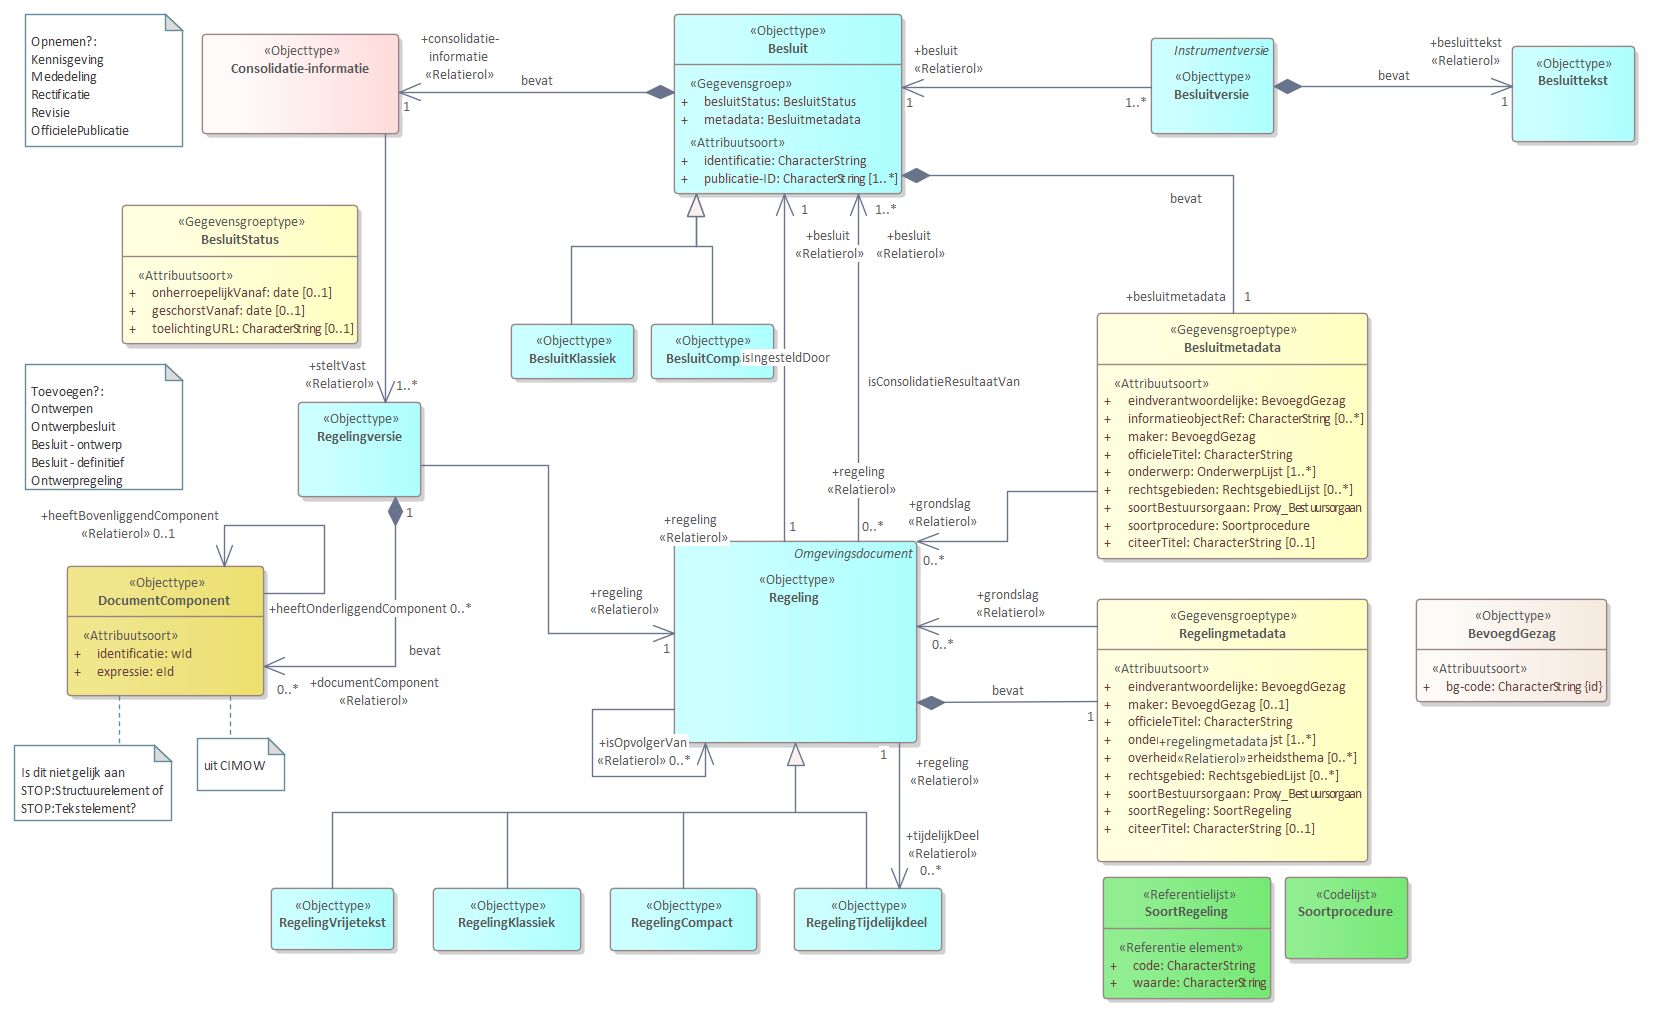 Opnemen?:
Kennisgeving
Mededeling
Rectificatie
Revisie
OfficielePublicatie
«Objecttype»
Consolidatie-informatie
+consolidatie-
informatie
«Relatierol»
1
bevat
«Objecttype»
Besluit
«Gegevensgroep»
+ besluitStatus: BesluitStatus
+ metadata: Besluitmetadata
«Attribuutsoort»
+ identificatie: CharacterString
+ publicatie-ID: CharacterString [1..*]
+besluit
«Relatierol»
1
1..*
Instrumentversie
«Objecttype»
Besluitversie
bevat
+besluittekst
«Relatierol»
1
«Objecttype»
Besluittekst
bevat
+besluitmetadata 1
«Gegevensgroeptype»
BesluitStatus
«Attribuutsoort»
+ onherroepelijkVanaf: date [0..1]
+ geschorstVanaf: date [0..1]
+ toelichtingURL: CharacterString [0..1]
1
+besluit
«Relatierol»
1..*
+besluit
«Relatierol»
«Objecttype»
BesluitKlassiek
«Objecttype»
BesluitComp
isIngesteldDoor
isConsolidatieResultaatVan
«Gegevensgroeptype»
Besluitmetadata
«Attribuutsoort»
+ eindverantwoordelijke: BevoegdGezag
+ informatieobjectRef: CharacterString [0..*]
+ maker: BevoegdGezag
+ officieleTitel: CharacterString
+ onderwerp: OnderwerpLijst [1..*]
+ rechtsgebieden: RechtsgebiedLijst [0..*]
+ soortBestuursorgaan: Proxy_Bestuursorgaan
+ soortprocedure: Soortprocedure
+ citeerTitel: CharacterString [0..1]
Toevoegen?:
Ontwerpen
Ontwerpbesluit
Besluit - ontwerp
Besluit - definitief
Ontwerpregeling
+steltVast
«Relatierol»
1..*
«Objecttype»
Regelingversie
1
+heeftBovenliggendComponent
«Relatierol» 0..1
«Objecttype»
DocumentComponent
«Attribuutsoort»
+ identificatie: wId
+ expressie: eId
+heeftOnderliggendComponent 0..*
bevat
0..*
+documentComponent
«Relatierol»
Is dit niet gelijk aan
STOP:Structuurelement of
STOP:Tekstelement?
uit CIMOW
+regeling
«Relatierol»
1
+regeling
«Relatierol»
0..*
+regeling
«Relatierol»
1
+grondslag
«Relatierol»
0..*
Omgevingsdocument
«Objecttype»
Regeling
+grondslag
«Relatierol»
0..*
bevat
1
«Gegevensgroeptype»
Regelingmetadata
«Attribuutsoort»
+ eindverantwoordelijke: BevoegdGezag
+ maker: BevoegdGezag [0..1]
+ officieleTitel: CharacterString
+ onde +regelingmetadata jst [1..*]
+ overheid «Relatierol» erheidsthema [0..*]
+ rechtsgebied: RechtsgebiedLijst [0..*]
+ soortBestuursorgaan: Proxy_Bestuursorgaan
+ soortRegeling: SoortRegeling
+ citeerTitel: CharacterString [0..1]
«Objecttype»
BevoegdGezag
«Attribuutsoort»
+ bg-code: CharacterString {id}
+isOpvolgerVan
«Relatierol» 0..*
1
+regeling
«Relatierol»
+tijdelijkDeel
«Relatierol»
0..*
«Objecttype»
RegelingVrijetekst
«Objecttype»
RegelingKlassiek
«Objecttype»
RegelingCompact
«Objecttype»
RegelingTijdelijkdeel
«Referentielijst»
SoortRegeling
«Referentie element»
+ code: CharacterString
+ waarde: CharacterString
«Codelijst»
Soortprocedure